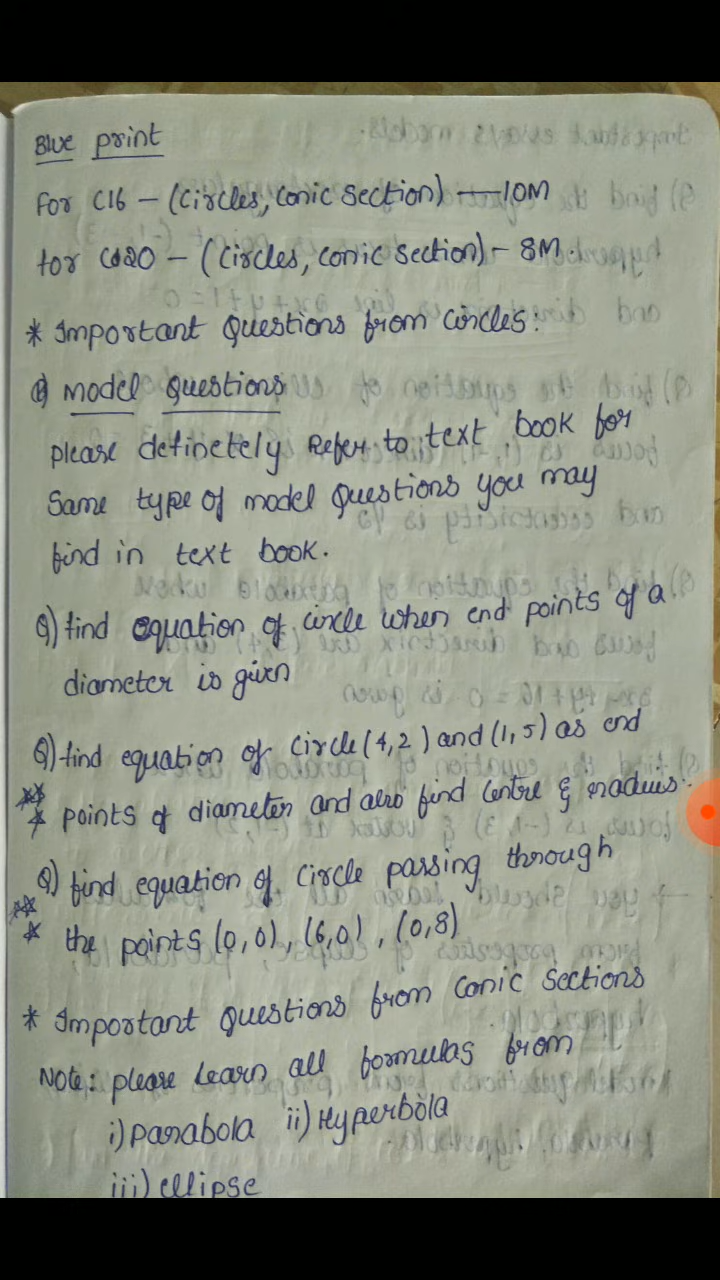 Blue print
For C16 - (Circles, Conic Section) - 10M
for C20 - (Circles, Conic Section) - 8M.
* Important Questions from Circles:
Model Questions
please definetely Refer to text book for
Same type of model Questions you may
find in text book.
Q) find equation of circle when end points of a
diameter is given
Q) find equation of Circle (4,2) and (1,5) as end
points of diameter and also find Centre & radius.
Q) find equation of Circle passing through
the points (0,0), (6,0), (0,8)
* Important Questions from Conic Sections
Note: please Learn all formulas from
i) Parabola ii) Hyperbola
iii) ellipse